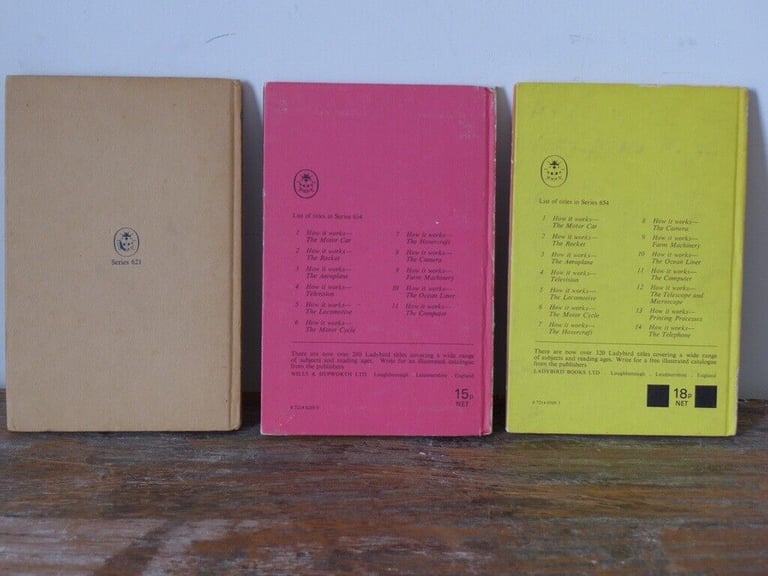 Series 621
List of titles in Series 654
1 How it works—
The Motor Car
2 How it works—
The Rocket
3 How it works—
The Aeroplane
4 How it works—
Television
5 How it works—
The Locomotive
6 How it works—
The Motor Cycle
7 How it works—
The Hovercraft
8 How it works—
The Camera
9 How it works—
Farm Machinery
10 How it works—
The Ocean Liner
11 How it works—
The Computer
There are now over 200 Ladybird titles covering a wide range
of subjects and reading ages. Write for an illustrated catalogue
from the publishers
WILLS & HEPWORTH LTD Loughborough Leicestershire England
15p
NET
List of titles in Series 654
1 How it works—
The Motor Car
2 How it works—
The Rocket
3 How it works—
The Aeroplane
4 How it works—
Television
5 How it works—
The Locomotive
6 How it works—
The Motor Cycle
7 How it works—
The Hovercraft
8 How it works—
The Camera
9 How it works—
Farm Machinery
10 How it works—
The Ocean Liner
11 How it works—
The Computer
12 How it works—
The Telescope and
Microscope
13 How it works—
Printing Processes
14 How it works—
The Telephone
There are now over 320 Ladybird titles covering a wide range
of subjects and reading ages. Write for a free illustrated catalogue
from the publishers
LADYBIRD BOOKS LTD Loughborough Leicestershire England
18p
NET